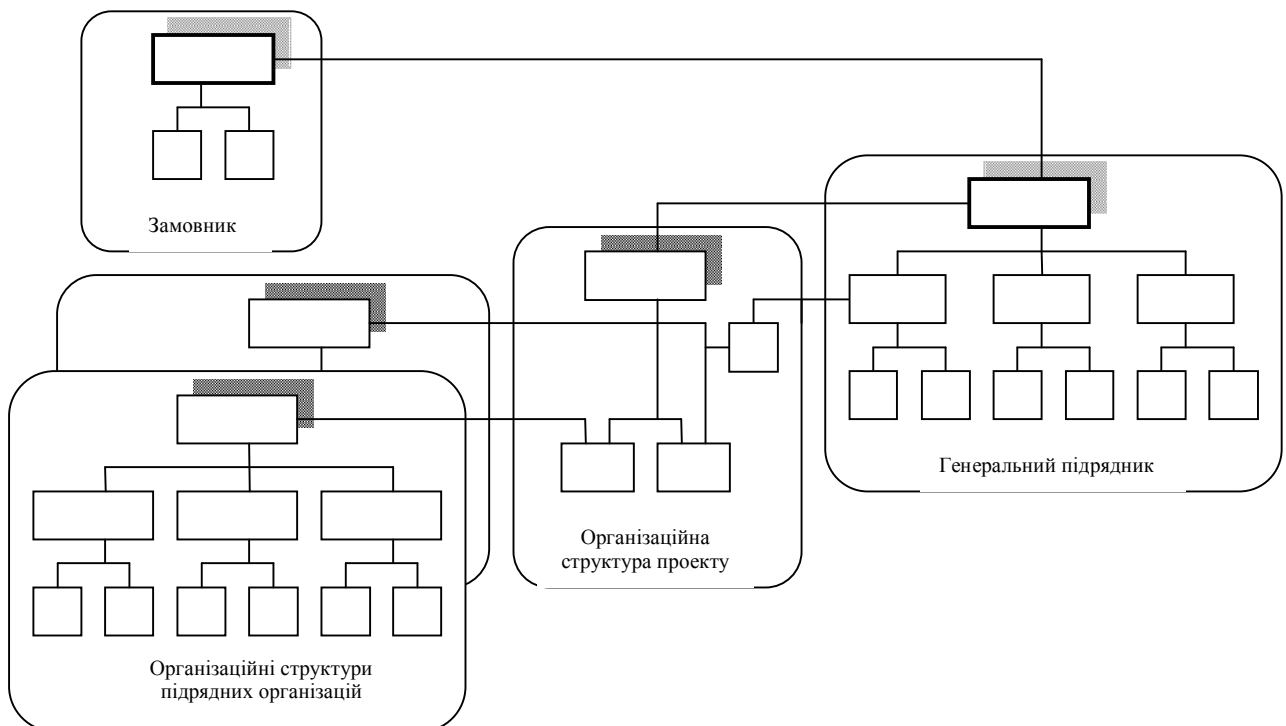 Замовник
Генеральний підрядник
Організаційна
структура проекту
Організаційні структури
підрядних організацій